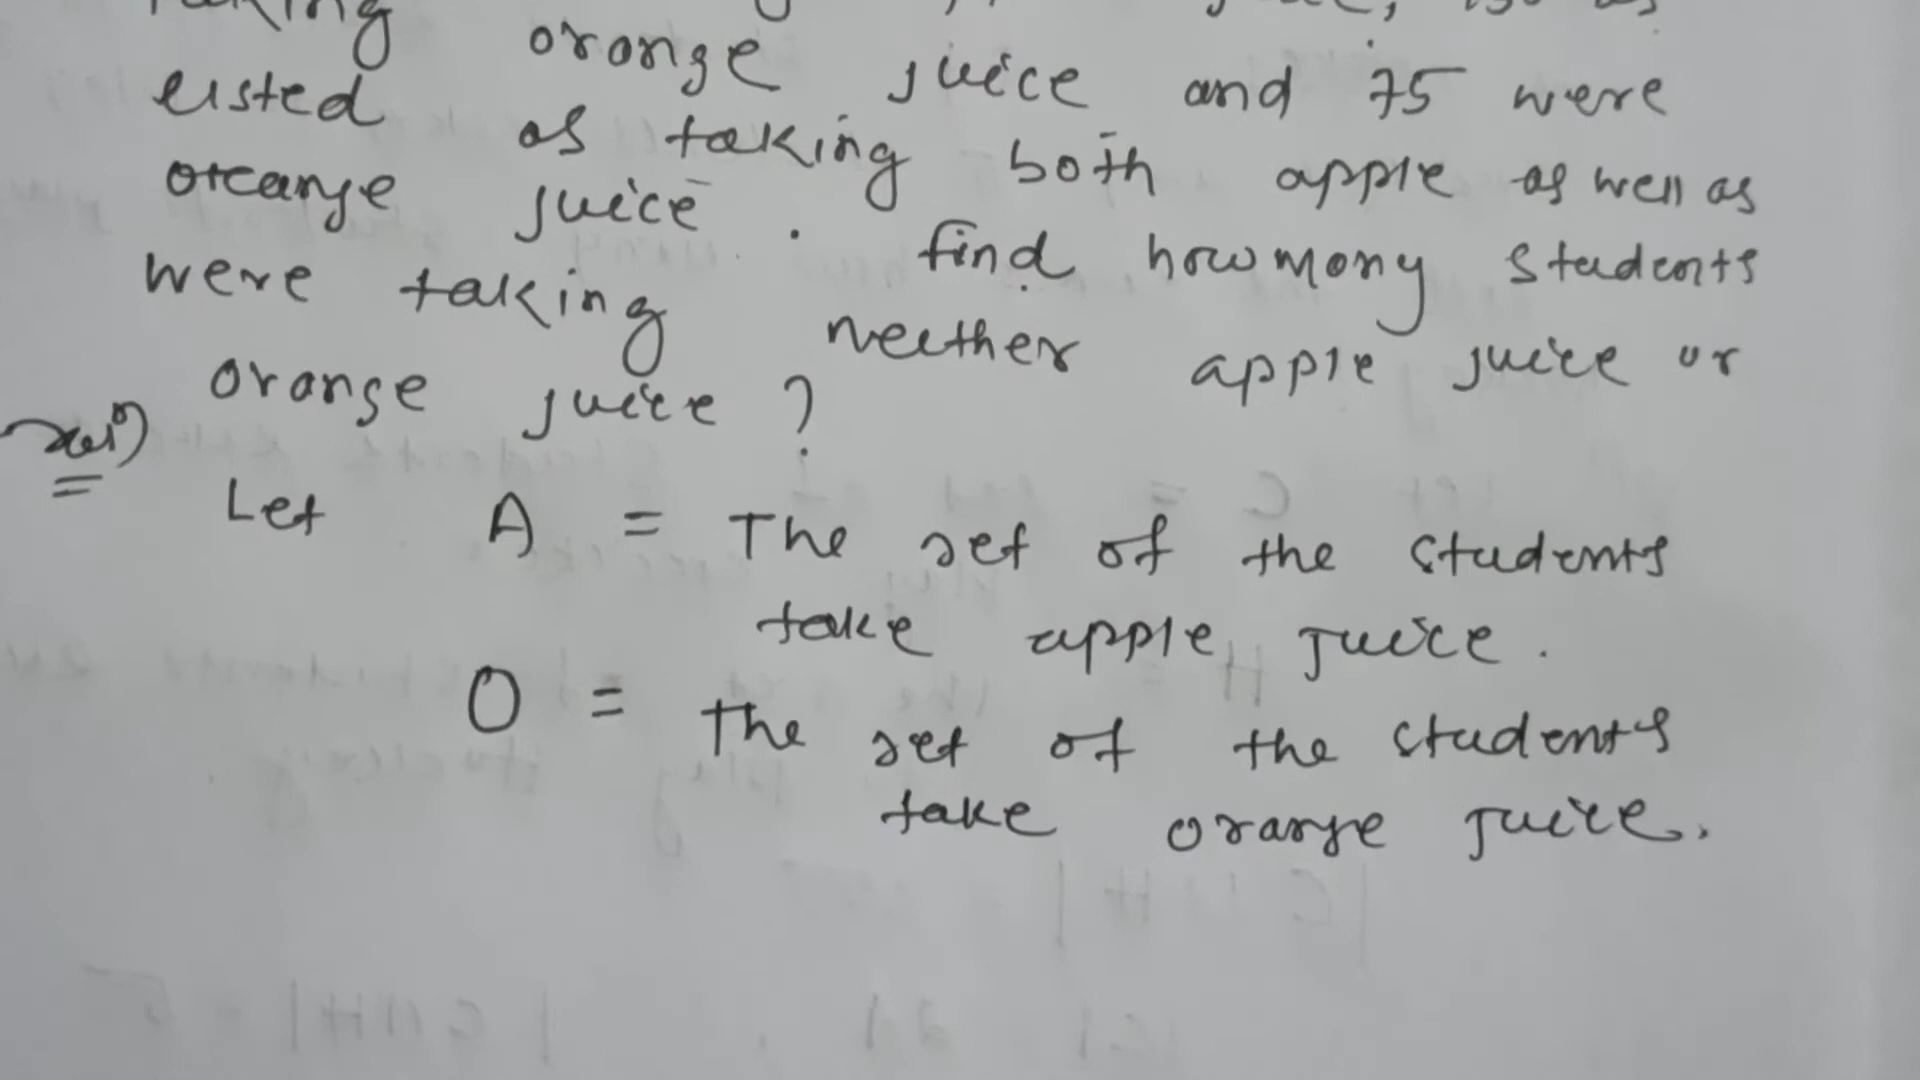 taking orange juice and 75 were
listed as taking both apple as well as
orange juice. find how many students
were taking neither apple juice or
orange juice?
Let A = The set of the students
take apple juice.
O = the set of the students
take orange juice.